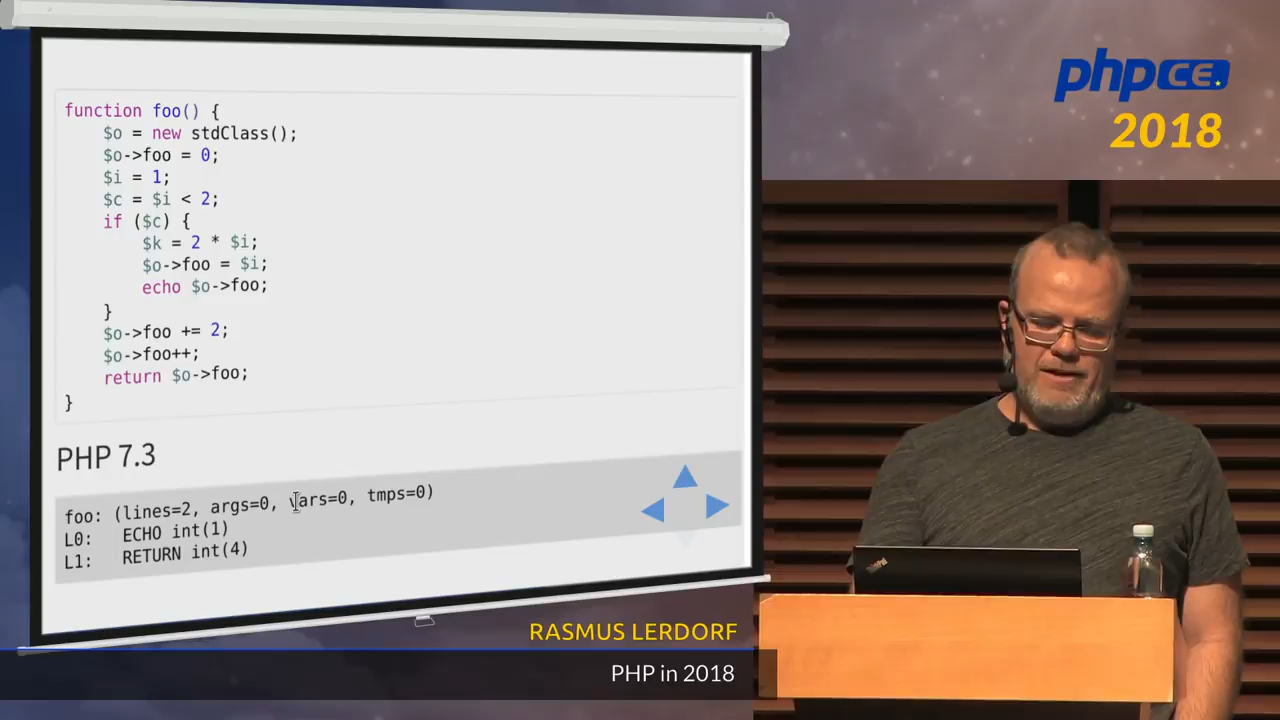 function foo() {
    $o = new stdClass();
    $o->foo = 0;
    $i = 1;
    $c = $i < 2;
    if ($c) {
        $k = 2 * $i;
        $o->foo = $i;
        echo $o->foo;
    }
    $o->foo += 2;
    $o->foo++;
    return $o->foo;
}
PHP 7.3
foo: (lines=2, args=0, vars=0, tmps=0)
L0:   ECHO int(1)
L1:   RETURN int(4)
phpCE.
2018
ThinkPad
RASMUS LERDORF
PHP in 2018